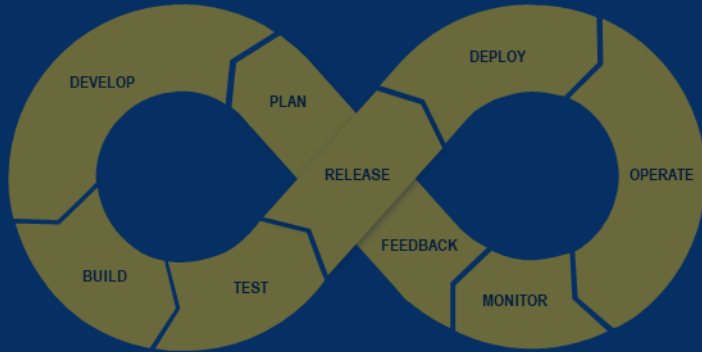 PLAN
DEVELOP
BUILD
TEST
RELEASE
DEPLOY
OPERATE
MONITOR
FEEDBACK